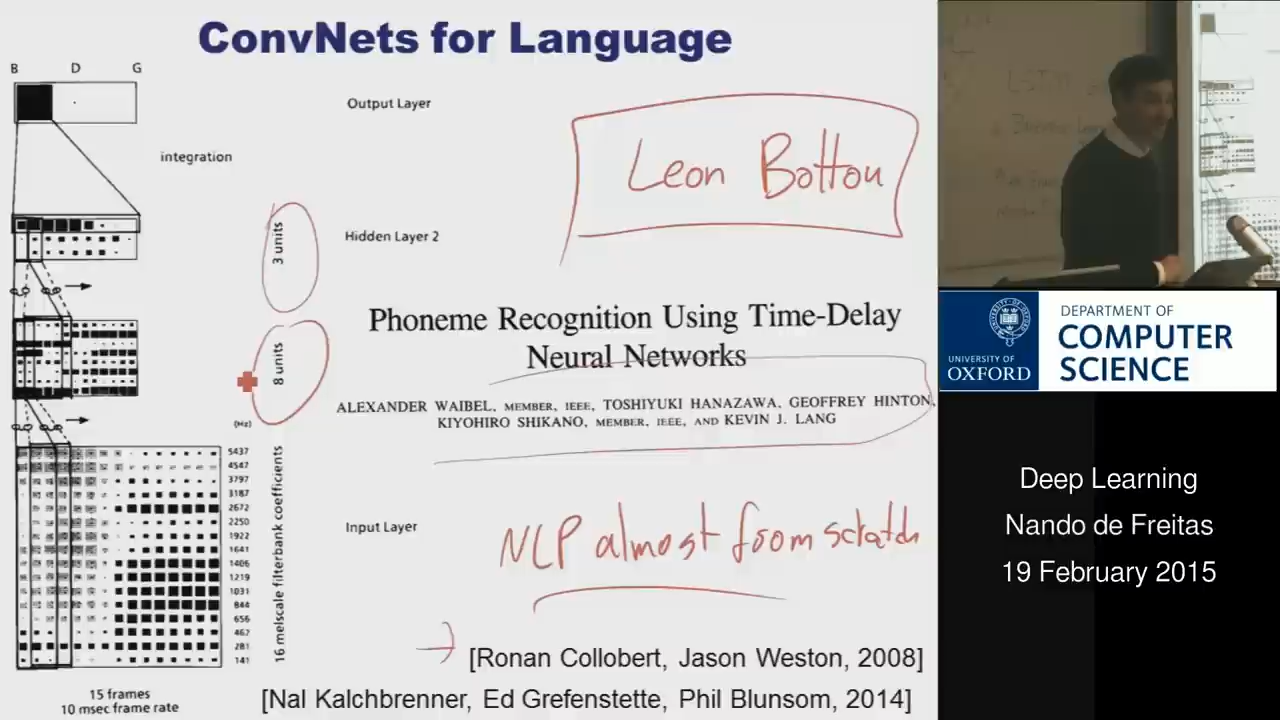 ConvNets for Language
B D G
Output Layer
integration
Leon Bottou
3 units
Hidden Layer 2
Phoneme Recognition Using Time-Delay
Neural Networks
8 units
ALEXANDER WAIBEL, MEMBER, IEEE, TOSHIYUKI HANAZAWA, GEOFFREY HINTON,
KIYOHIRO SHIKANO, MEMBER, IEEE, AND KEVIN J. LANG
(Hz)
5437
4547
3797
3187
2672
2250
1922
1641
1406
1219
1031
844
656
462
281
141
16 melscale filterbank coefficients
Input Layer
NLP almost from scratch
[Ronan Collobert, Jason Weston, 2008]
15 frames
10 msec frame rate
[Nal Kalchbrenner, Ed Grefenstette, Phil Blunsom, 2014]
UNIVERSITY OF
OXFORD
DEPARTMENT OF
COMPUTER
SCIENCE
Deep Learning
Nando de Freitas
19 February 2015